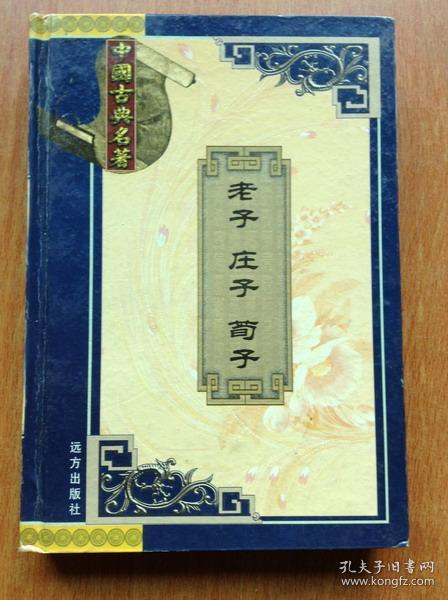 中國古典名著
老子 庄子 荀子
远方出版社
孔夫子旧书网
www.kongfz.com